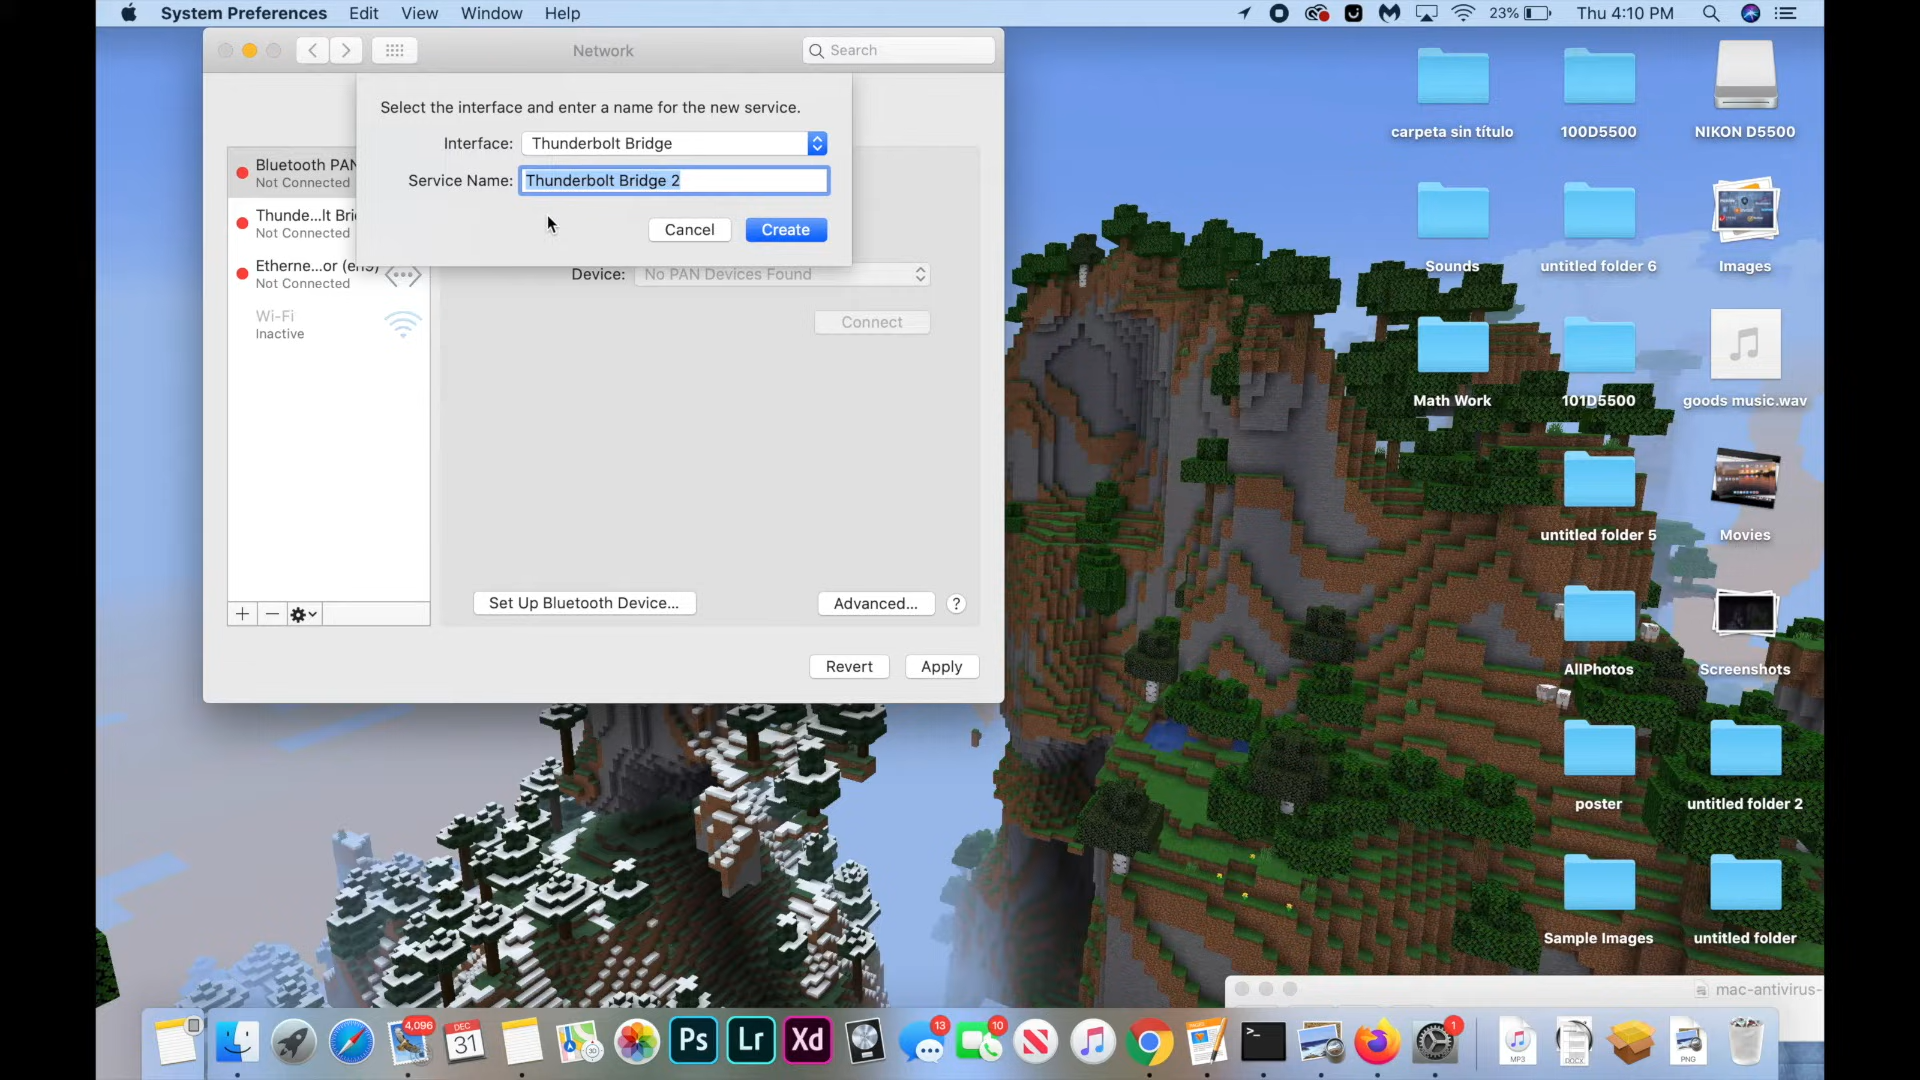 System Preferences Edit View Window Help
23% Thu 4:10 PM
Network
Search
Select the interface and enter a name for the new service.
Interface: Thunderbolt Bridge
Service Name: Thunderbolt Bridge 2
Cancel Create
Bluetooth PAN
Not Connected
Thunde...lt Bri
Not Connected
Etherne...or (en5)
Not Connected
Wi-Fi
Inactive
Device: No PAN Devices Found
Connect
Set Up Bluetooth Device...
Advanced... ?
Revert Apply
carpeta sin título
100D5500
NIKON D5500
Sounds
untitled folder 6
Images
Math Work
101D5500
goods music.wav
untitled folder 5
Movies
AllPhotos
Screenshots
poster
untitled folder 2
Sample Images
untitled folder
mac-antivirus-
4,096
DEC
31
Ps
Lr
Xd
13
10
1
MP3
DOCX
PNG